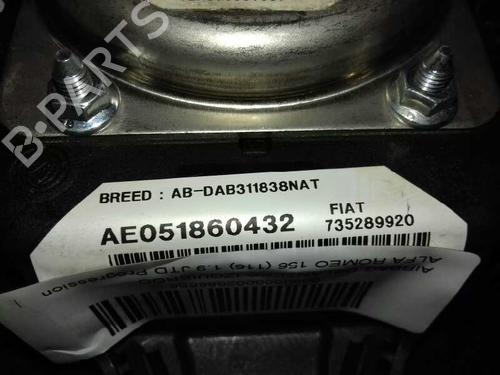 B-PARTS
BREED : AB-DAB311838NAT
AE051860432
FIAT
735289920
ALFA ROMEO 156 (116) 1.9 JTD Progression